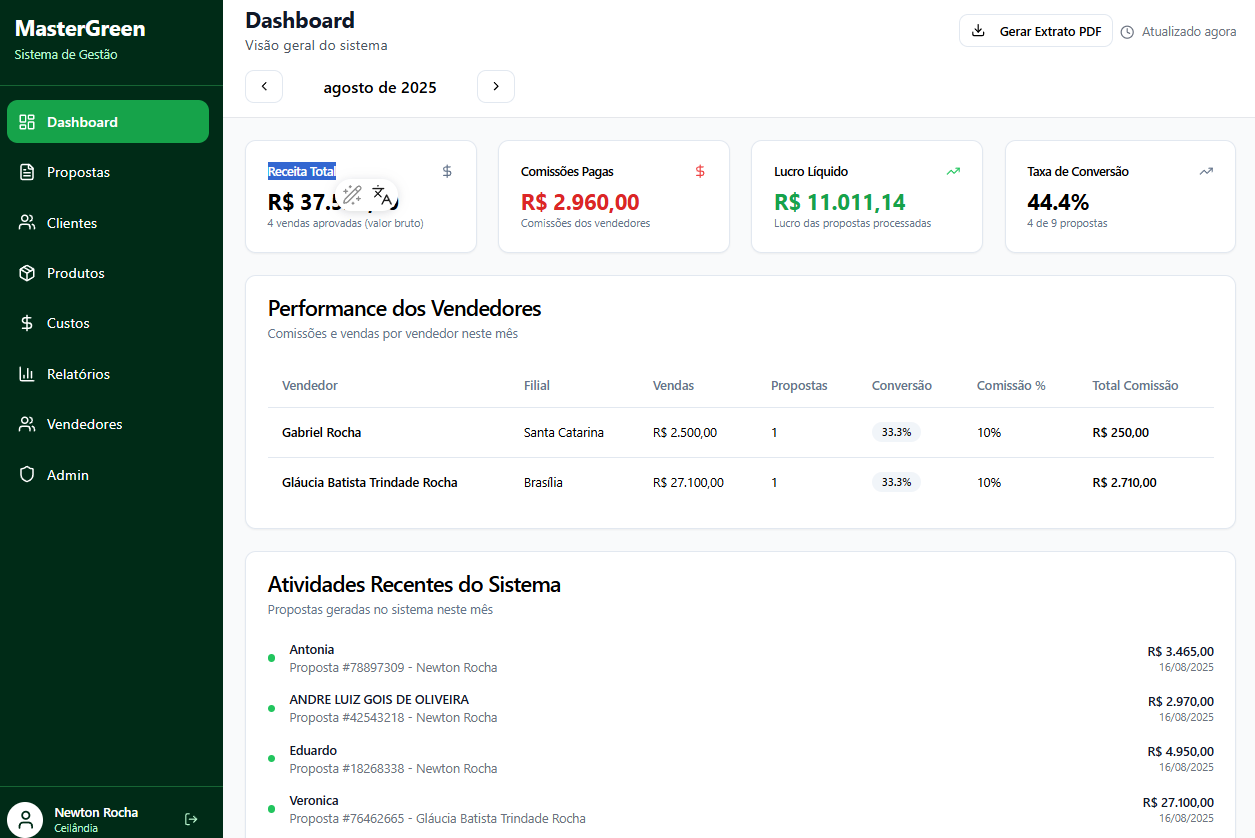 MasterGreen
Sistema de Gestão
Dashboard
Propostas
Clientes
Produtos
Custos
Relatórios
Vendedores
Admin
Newton Rocha
Ceilândia
Dashboard
Visão geral do sistema
Gerar Extrato PDF
Atualizado agora
agosto de 2025
Receita Total
R$
4 vendas aprovadas (valor bruto)
Comissões Pagas
R$ 2.960,00
Comissões dos vendedores
Lucro Líquido
R$ 11.011,14
Lucro das propostas processadas
Taxa de Conversão
44.4%
4 de 9 propostas
Performance dos Vendedores
Comissões e vendas por vendedor neste mês
Vendedor Filial Vendas Propostas Conversão Comissão % Total Comissão
Gabriel Rocha Santa Catarina R$ 2.500,00 1 33.3% 10% R$ 250,00
Gláucia Batista Trindade Rocha Brasília R$ 27.100,00 1 33.3% 10% R$ 2.710,00
Atividades Recentes do Sistema
Propostas geradas no sistema neste mês
Antonia R$ 3.465,00
Proposta #78897309 - Newton Rocha 16/08/2025
ANDRE LUIZ GOIS DE OLIVEIRA R$ 2.970,00
Proposta #42543218 - Newton Rocha 16/08/2025
Eduardo R$ 4.950,00
Proposta #18268338 - Newton Rocha 16/08/2025
Veronica R$ 27.100,00
Proposta #76462665 - Gláucia Batista Trindade Rocha 16/08/2025